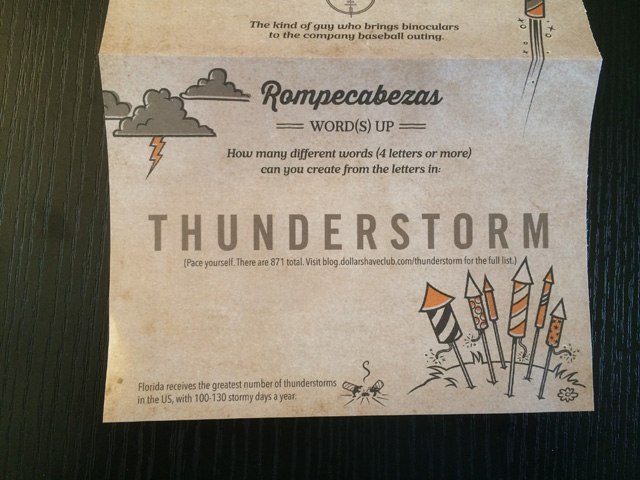 The kind of guy who brings binoculars
to the company baseball outing.
Rompecabezas
WORD(S) UP
How many different words (4 letters or more)
can you create from the letters in:
THUNDERSTORM
(Pace yourself. There are 871 total. Visit blog.dollarshaveclub.com/thunderstorm for the full list.)
Florida receives the greatest number of thunderstorms
in the US, with 100-130 stormy days a year.